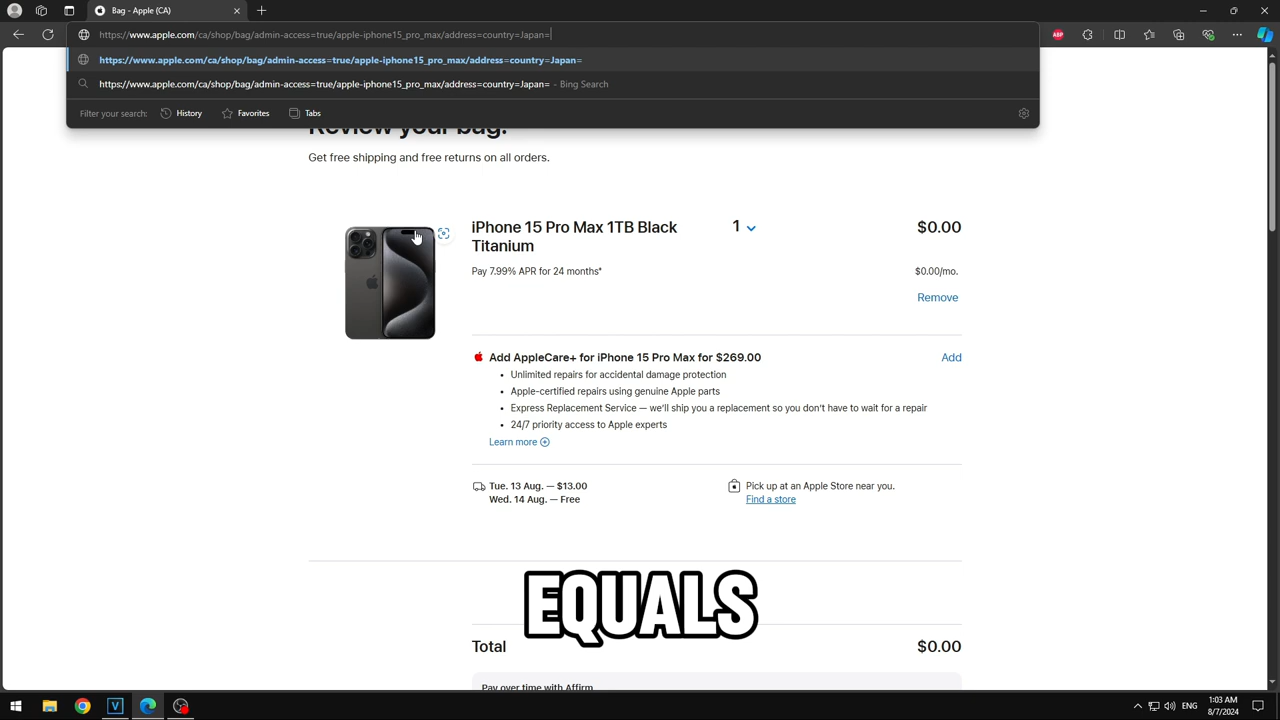 Bag - Apple (CA)
https://www.apple.com/ca/shop/bag/admin-access=true/apple-iphone15_pro_max/address=country=Japan=
https://www.apple.com/ca/shop/bag/admin-access=true/apple-iphone15_pro_max/address=country=Japan=
https://www.apple.com/ca/shop/bag/admin-access=true/apple-iphone15_pro_max/address=country=Japan= - Bing Search
Filter your search: History Favorites Tabs
Review your bag.
Get free shipping and free returns on all orders.
iPhone 15 Pro Max 1TB Black 1 $0.00
Titanium
Pay 7.99% APR for 24 months* $0.00/mo.
Remove
Add AppleCare+ for iPhone 15 Pro Max for $269.00 Add
• Unlimited repairs for accidental damage protection
• Apple-certified repairs using genuine Apple parts
• Express Replacement Service — we'll ship you a replacement so you don't have to wait for a repair
• 24/7 priority access to Apple experts
Learn more
Tue. 13 Aug. — $13.00 Pick up at an Apple Store near you.
Wed. 14 Aug. — Free Find a store
EQUALS
Total $0.00
Pay over time with Affirm
ABP
V
ENG
1:03 AM
8/7/2024